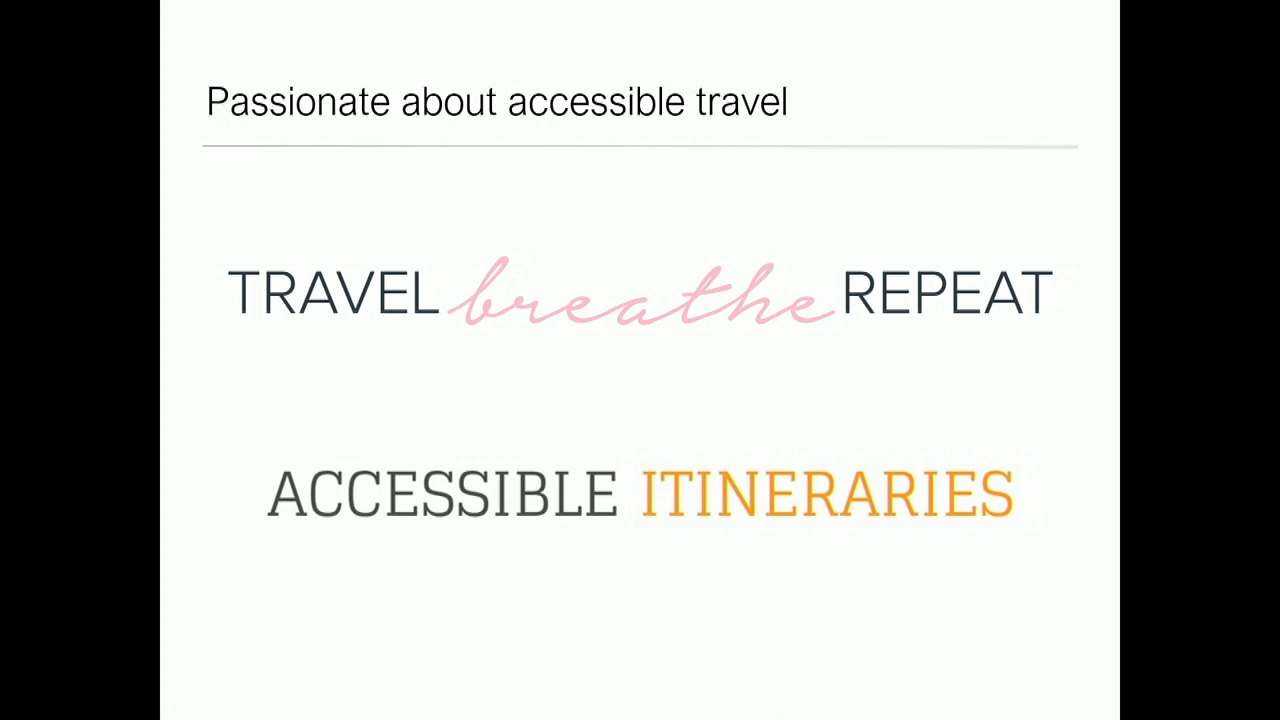 Passionate about accessible travel
TRAVEL breathe REPEAT
ACCESSIBLE ITINERARIES